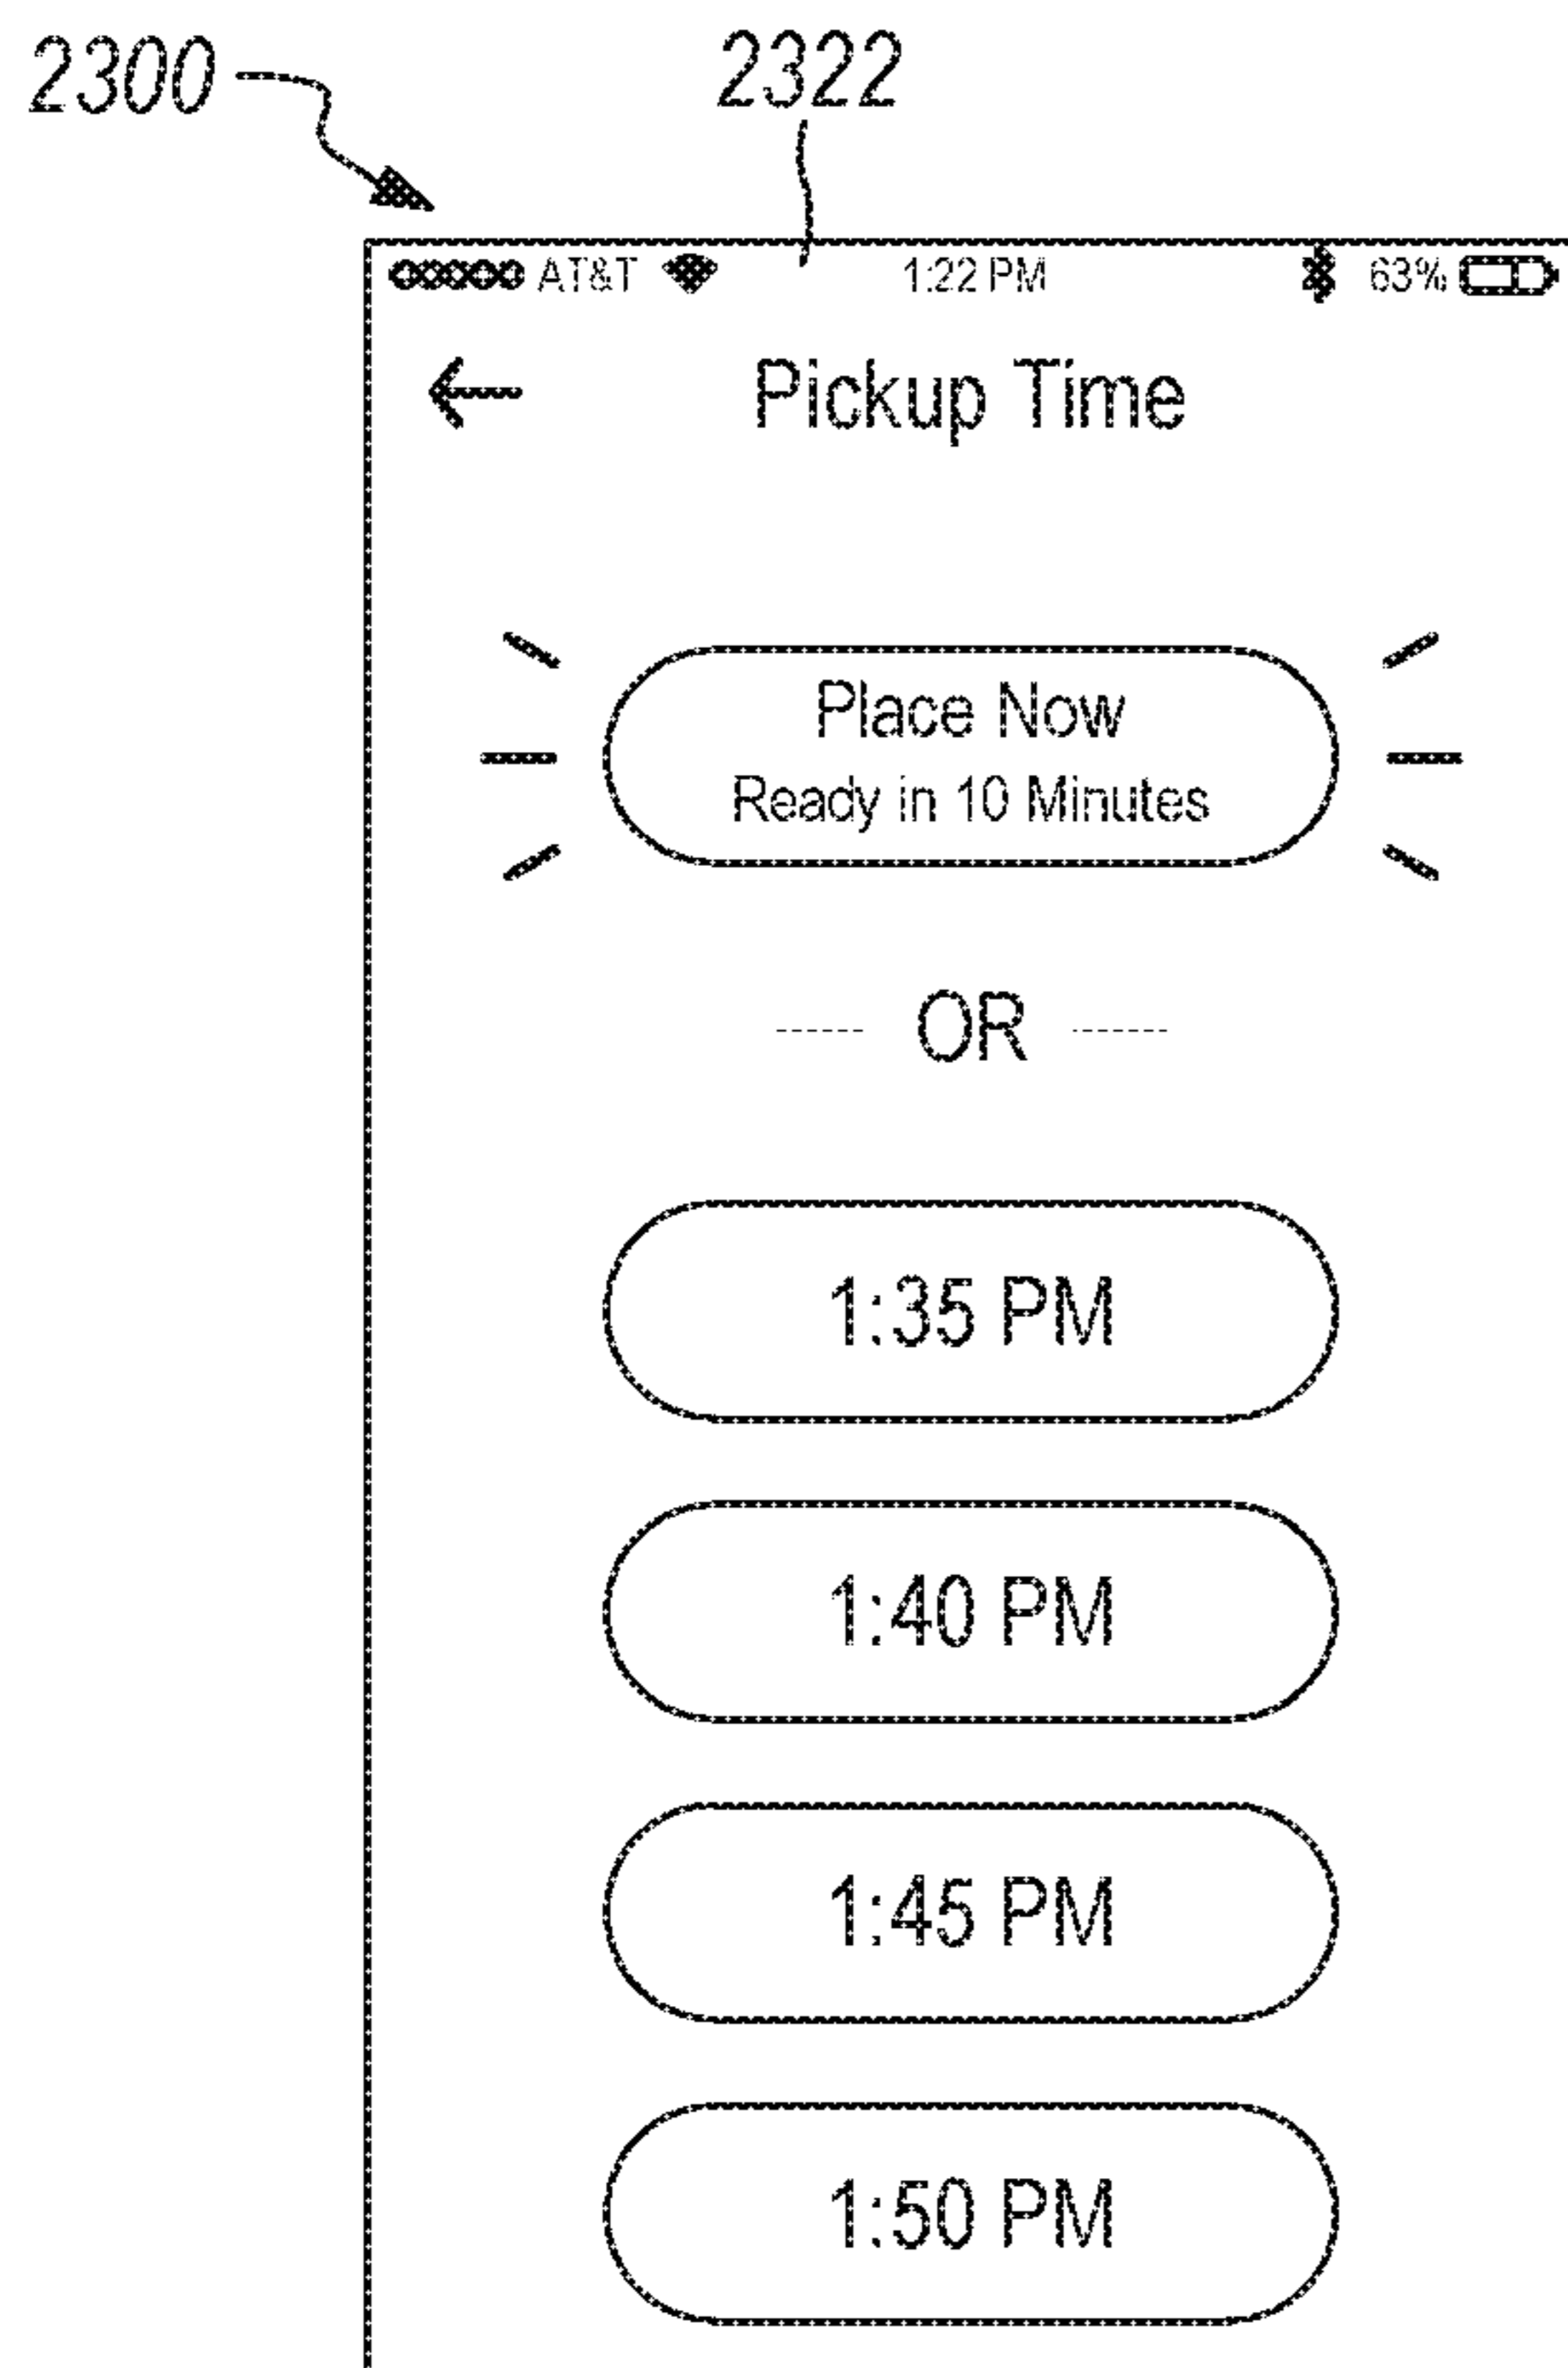 2300 2322
AT&T 1:22 PM 63%
Pickup Time
Place Now
Ready in 10 Minutes
OR
1:35 PM
1:40 PM
1:45 PM
1:50 PM